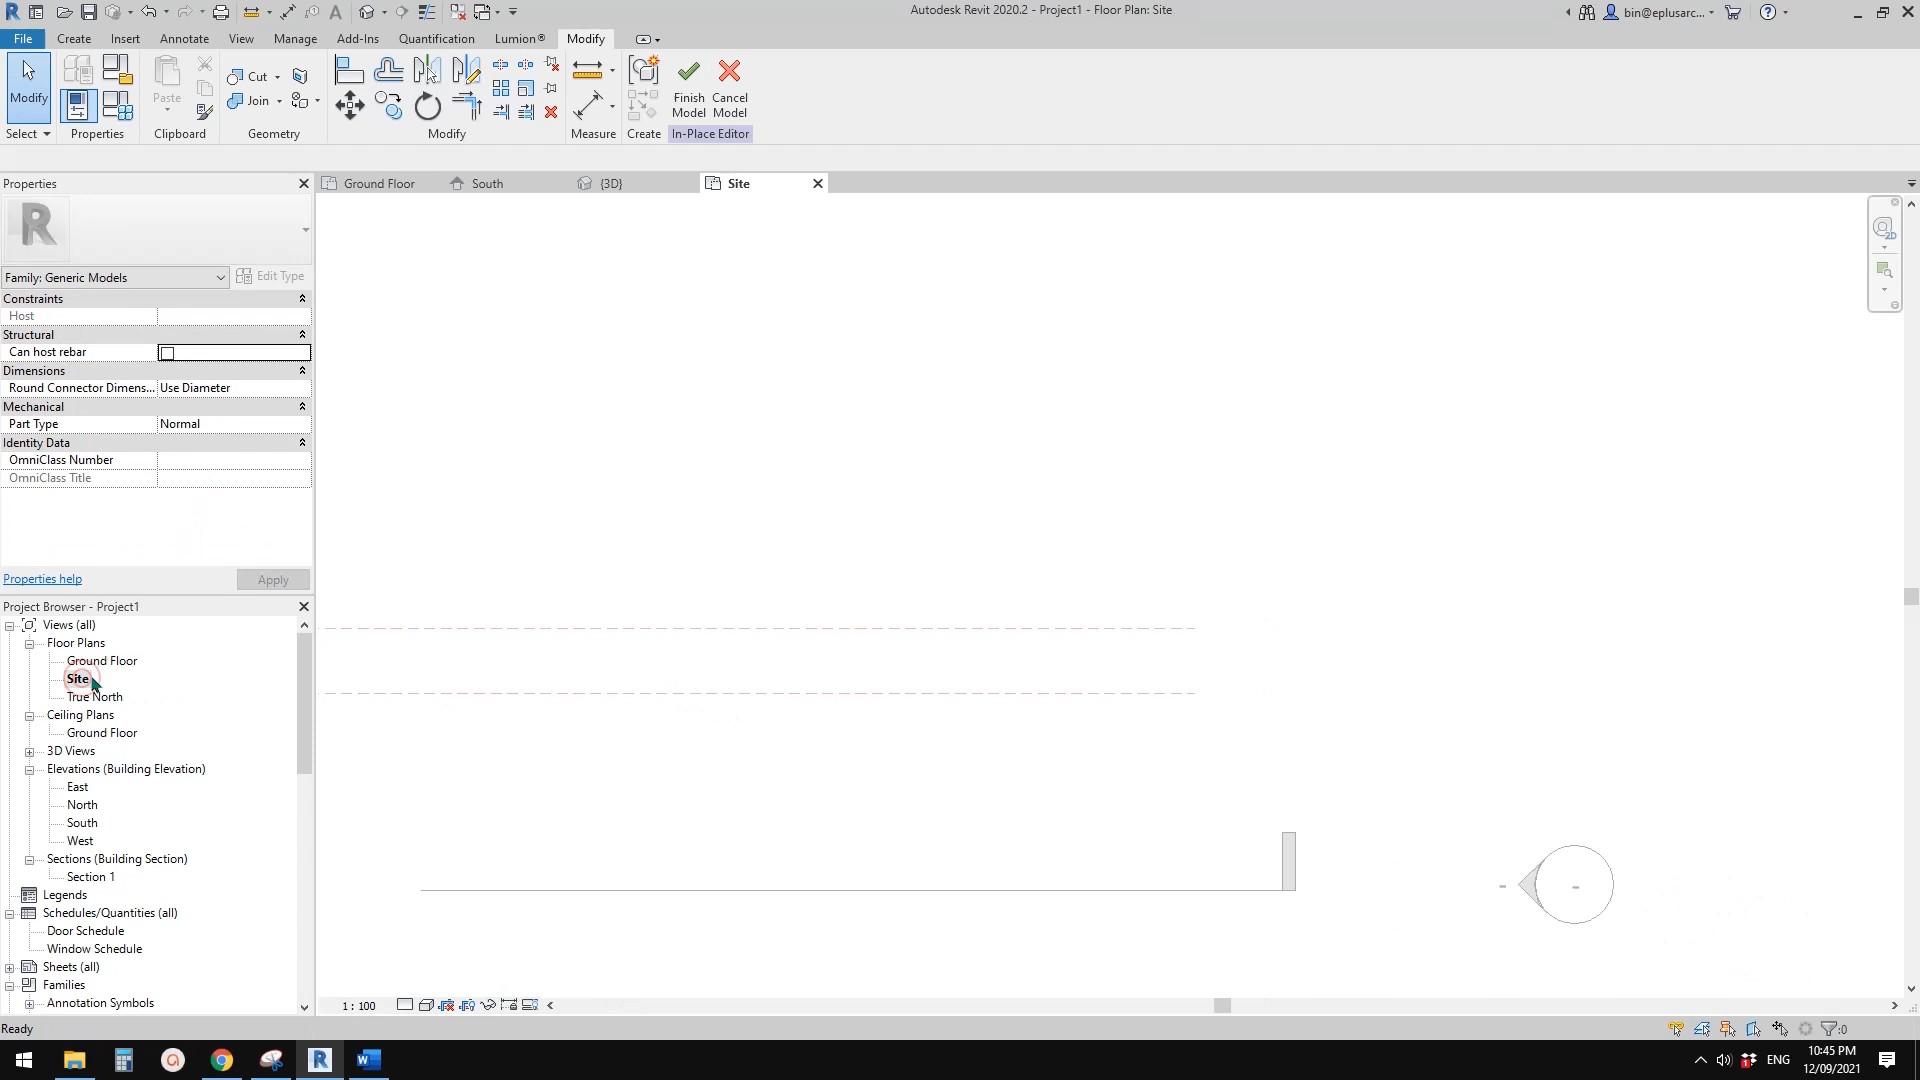 Autodesk Revit 2020.2 - Project1 - Floor Plan: Site
bin@eplusarc...
File Create Insert Architecture Annotate View Manage Add-Ins Quantification Lumion® Modify
Modify
Paste
Cut
Join
Finish Model
Cancel Model
Select Properties Clipboard Geometry Modify Measure Create In-Place Editor
Properties
Ground Floor
South
{3D}
Site
2D
Family: Generic Models
Edit Type
Constraints
Host
Structural
Can host rebar
Dimensions
Round Connector Dimens... Use Diameter
Mechanical
Part Type Normal
Identity Data
OmniClass Number
OmniClass Title
Properties help
Apply
Project Browser - Project1
Views (all)
Floor Plans
Ground Floor
Site
True North
Ceiling Plans
Ground Floor
3D Views
Elevations (Building Elevation)
East
North
South
West
Sections (Building Section)
Section 1
Legends
Schedules/Quantities (all)
Door Schedule
Window Schedule
Sheets (all)
Families
Annotation Symbols
1 : 100
Ready
:0
ENG
10:45 PM
12/09/2021